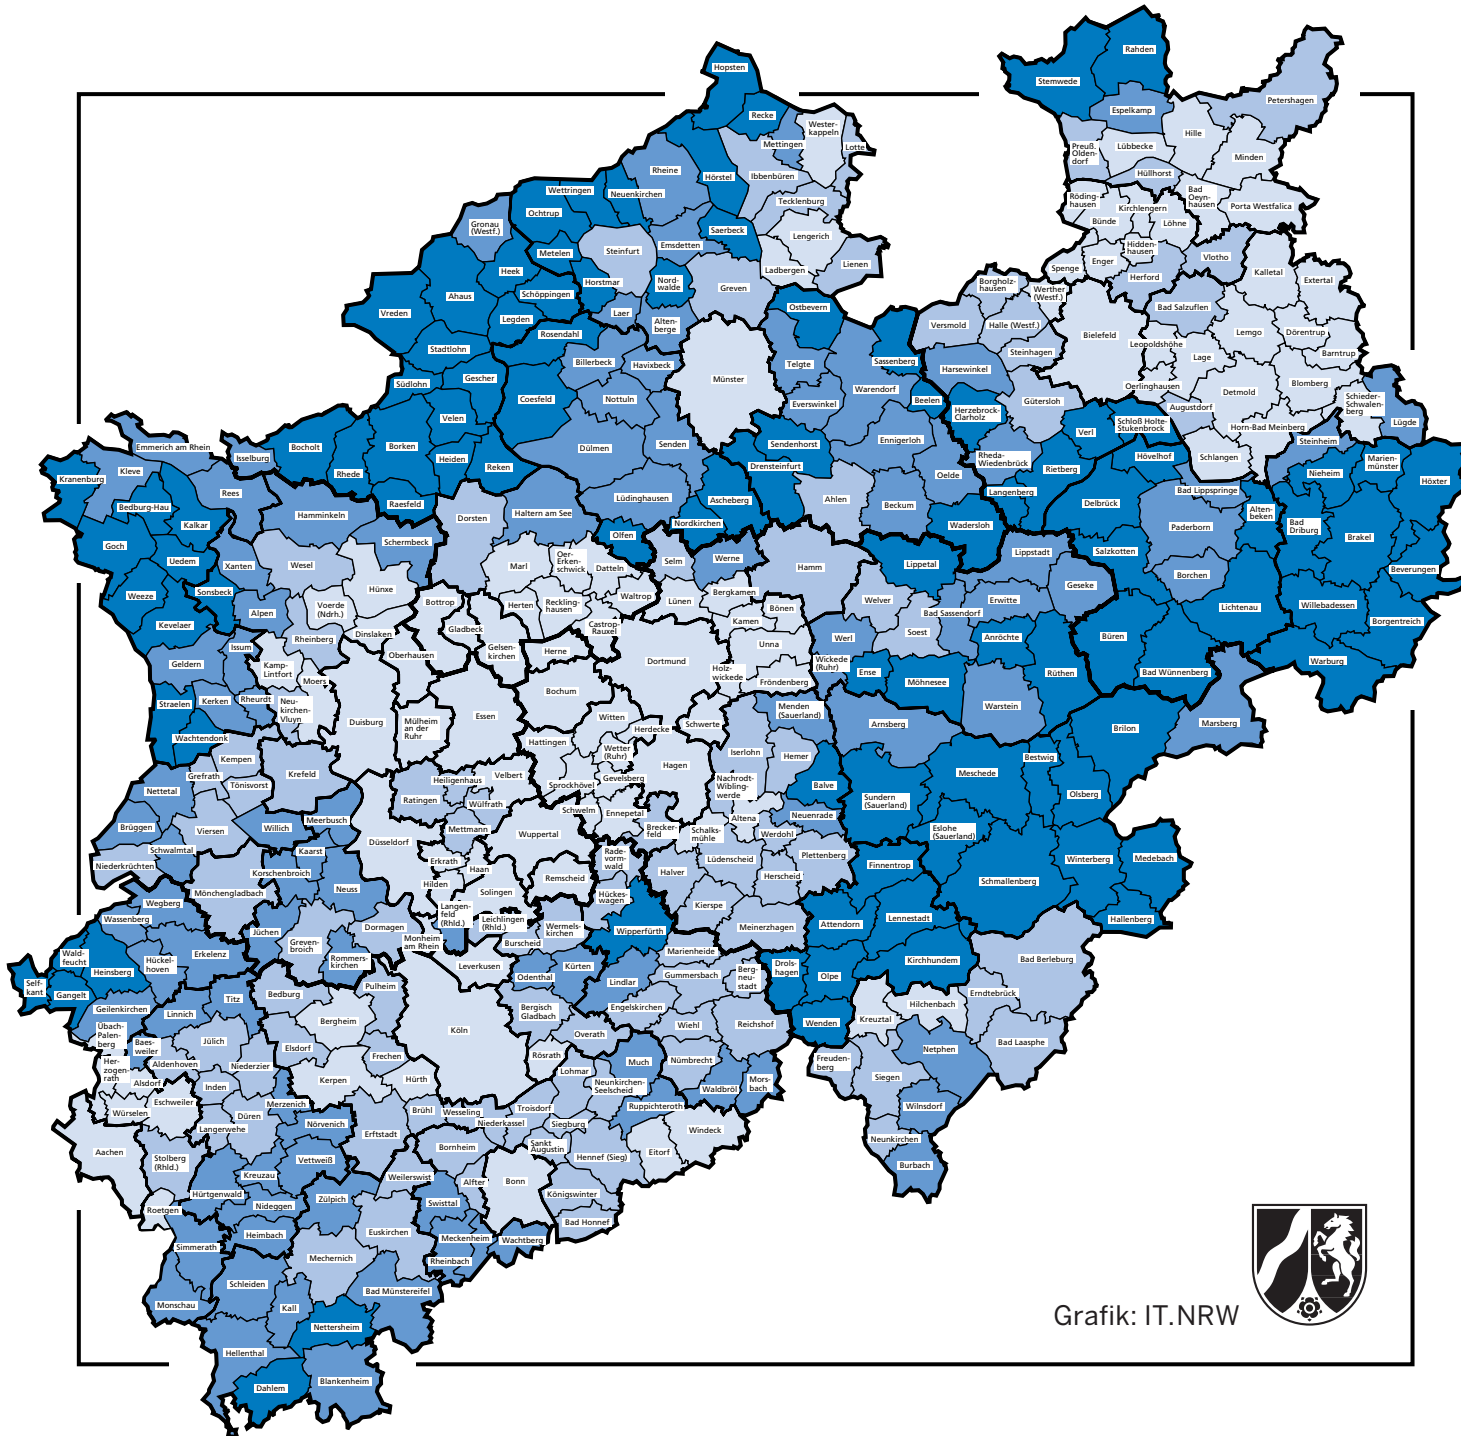 Hopsten
Rahden
Stemwede
Recke
Espelkamp
Petershagen
Wester-
kappeln
Mettingen
Lotte
Hille
Preuß.
Olden-
dorf
Lübbecke
Minden
Rheine
Hörstel
Ibbenbüren
Hüllhorst
Wettringen
Neuenkirchen
Tecklenburg
Röding-
hausen
Kirchlengern
Bad
Oeyn-
hausen
Porta Westfalica
Ochtrup
Gronau
(Westf.)
Saerbeck
Lengerich
Bünde
Löhne
Metelen
Steinfurt
Emsdetten
Lienen
Hidden-
hausen
Enger
Vlotho
Heek
Ladbergen
Spenge
Herford
Kalletal
Extertal
Ahaus
Schöppingen
Horstmar
Nord-
walde
Greven
Borgholz-
hausen
Werther
(Westf.)
Bad Salzuflen
Vreden
Legden
Laer
Alten-
berge
Ostbevern
Versmold
Halle (Westf.)
Bielefeld
Lemgo
Dörentrup
Rosendahl
Stadtlohn
Billerbeck
Havixbeck
Telgte
Sassenberg
Steinhagen
Leopoldshöhe
Lage
Barntrup
Südlohn
Gescher
Münster
Harsewinkel
Oerlinghausen
Blomberg
Coesfeld
Nottuln
Everswinkel
Warendorf
Beelen
Gütersloh
Detmold
Schieder-
Schwalen-
berg
Velen
Herzebrock-
Clarholz
Augustdorf
Lügde
Bocholt
Borken
Dülmen
Senden
Sendenhorst
Ennigerloh
Verl
Schloß Holte-
Stukenbrock
Horn-Bad Meinberg
Steinheim
Emmerich am Rhein
Isselburg
Rhede
Heiden
Reken
Drensteinfurt
Oelde
Rheda-
Wiedenbrück
Rietberg
Hövelhof
Schlangen
Nieheim
Marien-
münster
Kranenburg
Kleve
Rees
Raesfeld
Lüdinghausen
Ascheberg
Ahlen
Beckum
Langenberg
Delbrück
Bad Lippspringe
Höxter
Bedburg-Hau
Kalkar
Hamminkeln
Dorsten
Haltern am See
Nordkirchen
Wadersloh
Paderborn
Alten-
beken
Bad
Driburg
Brakel
Goch
Uedem
Xanten
Schermbeck
Olfen
Lippstadt
Salzkotten
Beverungen
Wesel
Marl
Oer-
Erken-
schwick
Datteln
Selm
Werne
Hamm
Lippetal
Geseke
Borchen
Weeze
Sonsbeck
Hünxe
Waltrop
Bergkamen
Welver
Erwitte
Lichtenau
Willebadessen
Kevelaer
Alpen
Voerde
(Ndrh.)
Bottrop
Herten
Reckling-
hausen
Lünen
Bönen
Bad Sassendorf
Borgentreich
Rheinberg
Dinslaken
Gladbeck
Castrop-
Rauxel
Kamen
Soest
Anröchte
Büren
Issum
Oberhausen
Gelsen-
kirchen
Herne
Dortmund
Unna
Werl
Warburg
Geldern
Kamp-
Lintfort
Moers
Holz-
wickede
Wickede
(Ruhr)
Ense
Möhnesee
Rüthen
Bad Wünnenberg
Straelen
Kerken
Rheurdt
Neu-
kirchen-
Vluyn
Bochum
Fröndenberg
Warstein
Duisburg
Mülheim
an der
Ruhr
Essen
Witten
Herdecke
Schwerte
Menden
(Sauerland)
Arnsberg
Brilon
Marsberg
Wachtendonk
Hattingen
Wetter
(Ruhr)
Iserlohn
Hemer
Kempen
Grefrath
Krefeld
Tönisvorst
Velbert
Heiligenhaus
Sprockhövel
Gevelsberg
Hagen
Nachrodt-
Wibling-
werde
Balve
Meschede
Bestwig
Nettetal
Ratingen
Wülfrath
Schwelm
Ennepetal
Altena
Neuenrade
Sundern
(Sauerland)
Olsberg
Brüggen
Viersen
Willich
Meerbusch
Mettmann
Wuppertal
Brecker-
feld
Schalks-
mühle
Werdohl
Eslohe
(Sauerland)
Schwalmtal
Kaarst
Düsseldorf
Erkrath
Haan
Rade-
vorm-
wald
Lüdenscheid
Plettenberg
Finnentrop
Winterberg
Medebach
Niederkrüchten
Korschenbroich
Neuss
Hilden
Solingen
Remscheid
Halver
Herscheid
Schmallenberg
Mönchengladbach
Hückes-
wagen
Kierspe
Wegberg
Langen-
feld
(Rhld.)
Leichlingen
(Rhld.)
Wermels-
kirchen
Wipperfürth
Meinerzhagen
Attendorn
Lennestadt
Hallenberg
Wassenberg
Jüchen
Dormagen
Monheim
am Rhein
Burscheid
Marienheide
Wald-
feucht
Heinsberg
Hückel-
hoven
Erkelenz
Greven-
broich
Rommers-
kirchen
Leverkusen
Odenthal
Kürten
Lindlar
Gummersbach
Berg-
neu-
stadt
Drols-
hagen
Olpe
Kirchhundem
Bad Berleburg
Self-
kant
Gangelt
Geilenkirchen
Linnich
Titz
Bedburg
Pulheim
Bergisch
Gladbach
Engelskirchen
Erndtebrück
Hilchenbach
Kreuztal
Übach-
Palen-
berg
Baes-
weiler
Jülich
Bergheim
Köln
Overath
Wiehl
Reichshof
Wenden
Bad Laasphe
Her-
zogen-
rath
Aldenhoven
Elsdorf
Frechen
Rösrath
Much
Nümbrecht
Netphen
Alsdorf
Niederzier
Kerpen
Hürth
Lohmar
Neunkirchen-
Seelscheid
Waldbröl
Mors-
bach
Freuden-
berg
Siegen
Würselen
Eschweiler
Inden
Merzenich
Brühl
Wesseling
Troisdorf
Ruppichteroth
Wilnsdorf
Langerwehe
Düren
Nörvenich
Niederkassel
Siegburg
Windeck
Aachen
Stolberg
(Rhld.)
Erftstadt
Bornheim
Sankt
Augustin
Hennef (Sieg)
Eitorf
Neunkirchen
Kreuzau
Vettweiß
Weilerswist
Alfter
Bonn
Burbach
Roetgen
Hürtgenwald
Nideggen
Zülpich
Swisttal
Königswinter
Heimbach
Euskirchen
Meckenheim
Wachtberg
Bad Honnef
Simmerath
Mechernich
Rheinbach
Schleiden
Bad Münstereifel
Monschau
Kall
Nettersheim
Hellenthal
Dahlem
Blankenheim
Grafik: IT.NRW